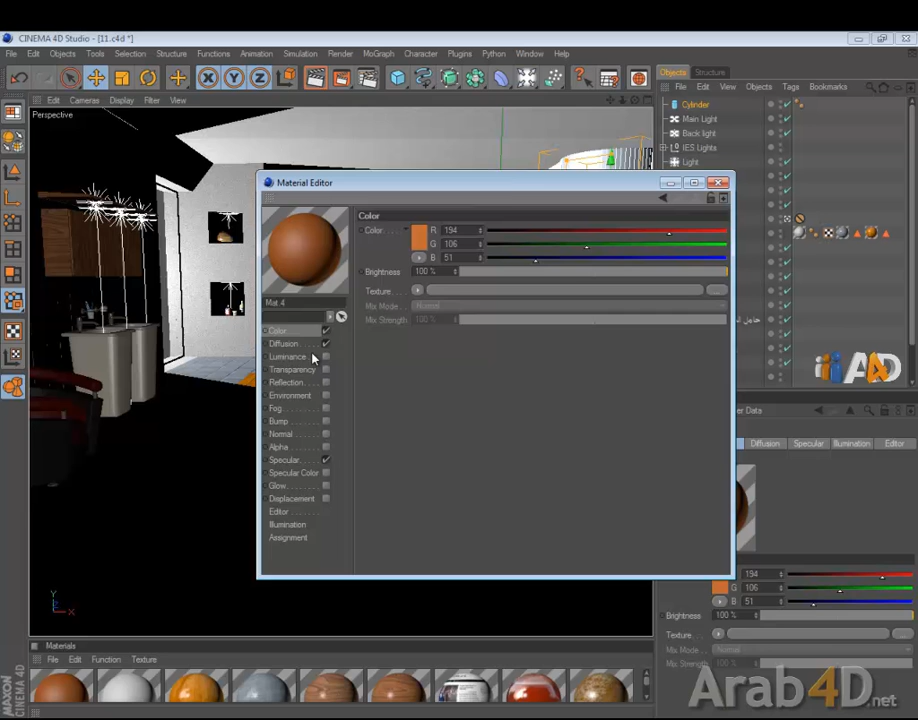 CINEMA 4D Studio - [11.c4d *]
File Edit Objects Tools Selection Structure Functions Animation Simulation Render MoGraph Character Plugins Python Window Help
Objects Structure
File Edit View Objects Tags Bookmarks
Edit Cameras Display Filter View
Perspective
Cylinder
Main Light
Back light
IES Lights
Light
Material Editor
Mat.4
Color
Diffusion
Luminance
Transparency
Reflection
Environment
Fog
Bump
Normal
Alpha
Specular
Specular Color
Glow
Displacement
Editor
Illumination
Assignment
Color
Color R 194
G 106
B 51
Brightness 100 %
Texture
Mix Mode Normal
Mix Strength 100 %
A4D
User Data
Diffusion Specular Illumination Editor
194
106
B 51
Brightness 100 %
Texture
Mix Mode Normal
Mix Strength
Materials
File Edit Function Texture
MAXON CINEMA 4D
Arab4D.net